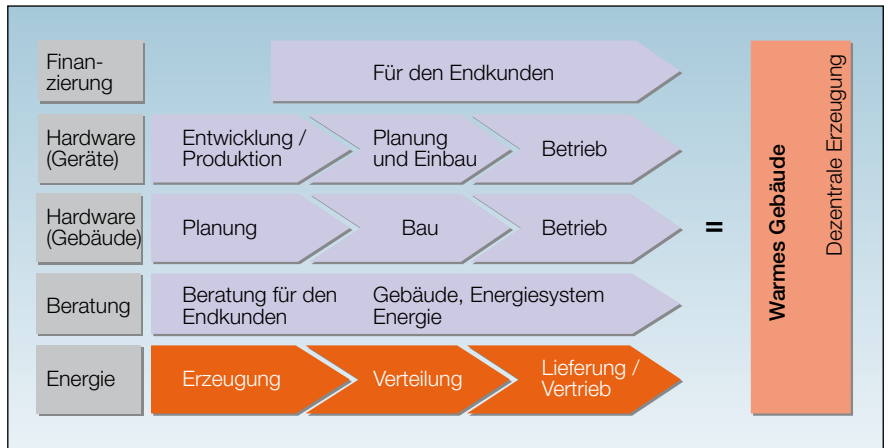 Finan-
zierung
Für den Endkunden
Hardware
(Geräte)
Entwicklung /
Produktion
Planung
und Einbau
Betrieb
Hardware
(Gebäude)
Planung
Bau
Betrieb
Beratung
Beratung für den
Endkunden
Gebäude, Energiesystem
Energie
Energie
Erzeugung
Verteilung
Lieferung /
Vertrieb
=
Warmes Gebäude
Dezentrale Erzeugung